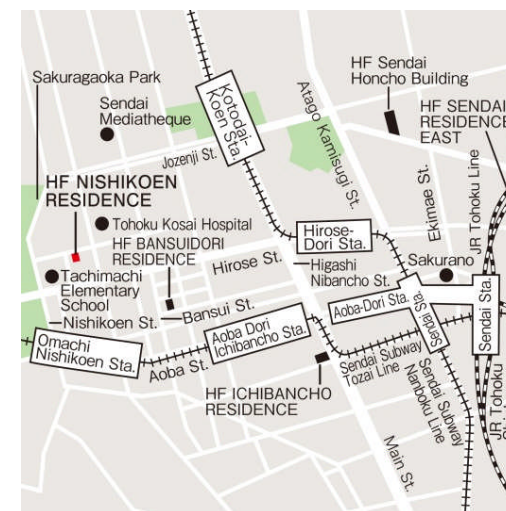 Sakuragaoka Park
Sendai
Mediatheque
Kotodai-
Koen Sta.
Atago Kamisugi St.
HF Sendai
Honcho Building
HF SENDAI
RESIDENCE
EAST
Jozenji St.
HF NISHIKOEN
RESIDENCE
Ekimae St.
JR Tohoku Line
Tohoku Kosai Hospital
HF BANSUIDORI
RESIDENCE
Hirose-
Dori Sta.
Hirose St.
Higashi
Nibancho St.
Sakurano
Tachimachi
Elementary
School
Bansui St.
Aoba-Dori Sta.
Sendai Sta.
Sendai Sta.
Nishikoen St.
Omachi
Nishikoen Sta.
Aoba Dori
Ichibancho Sta.
Aoba St.
Sendai Subway
Tozai Line
Sendai Subway
Nanboku Line
HF ICHIBANCHO
RESIDENCE
Main St.
JR Tohoku